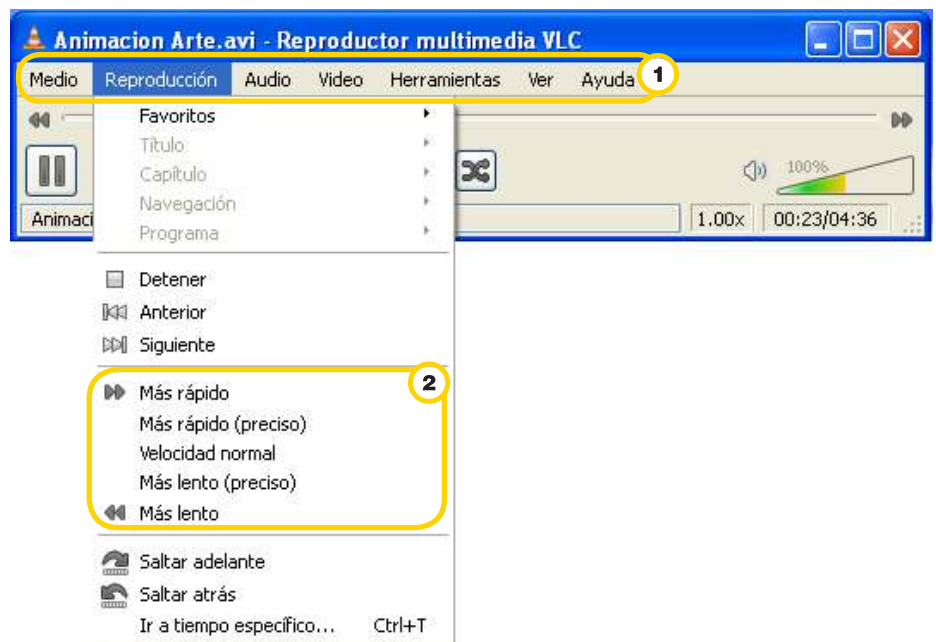 Animacion Arte.avi - Reproductor multimedia VLC
Medio Reproducción Audio Video Herramientas Ver Ayuda 1
Favoritos
Título
Capítulo
100%
Navegación
Animaci 1.00x 00:23/04:36
Programa
Detener
Anterior
Siguiente
2
Más rápido
Más rápido (preciso)
Velocidad normal
Más lento (preciso)
Más lento
Saltar adelante
Saltar atrás
Ir a tiempo específico... Ctrl+T